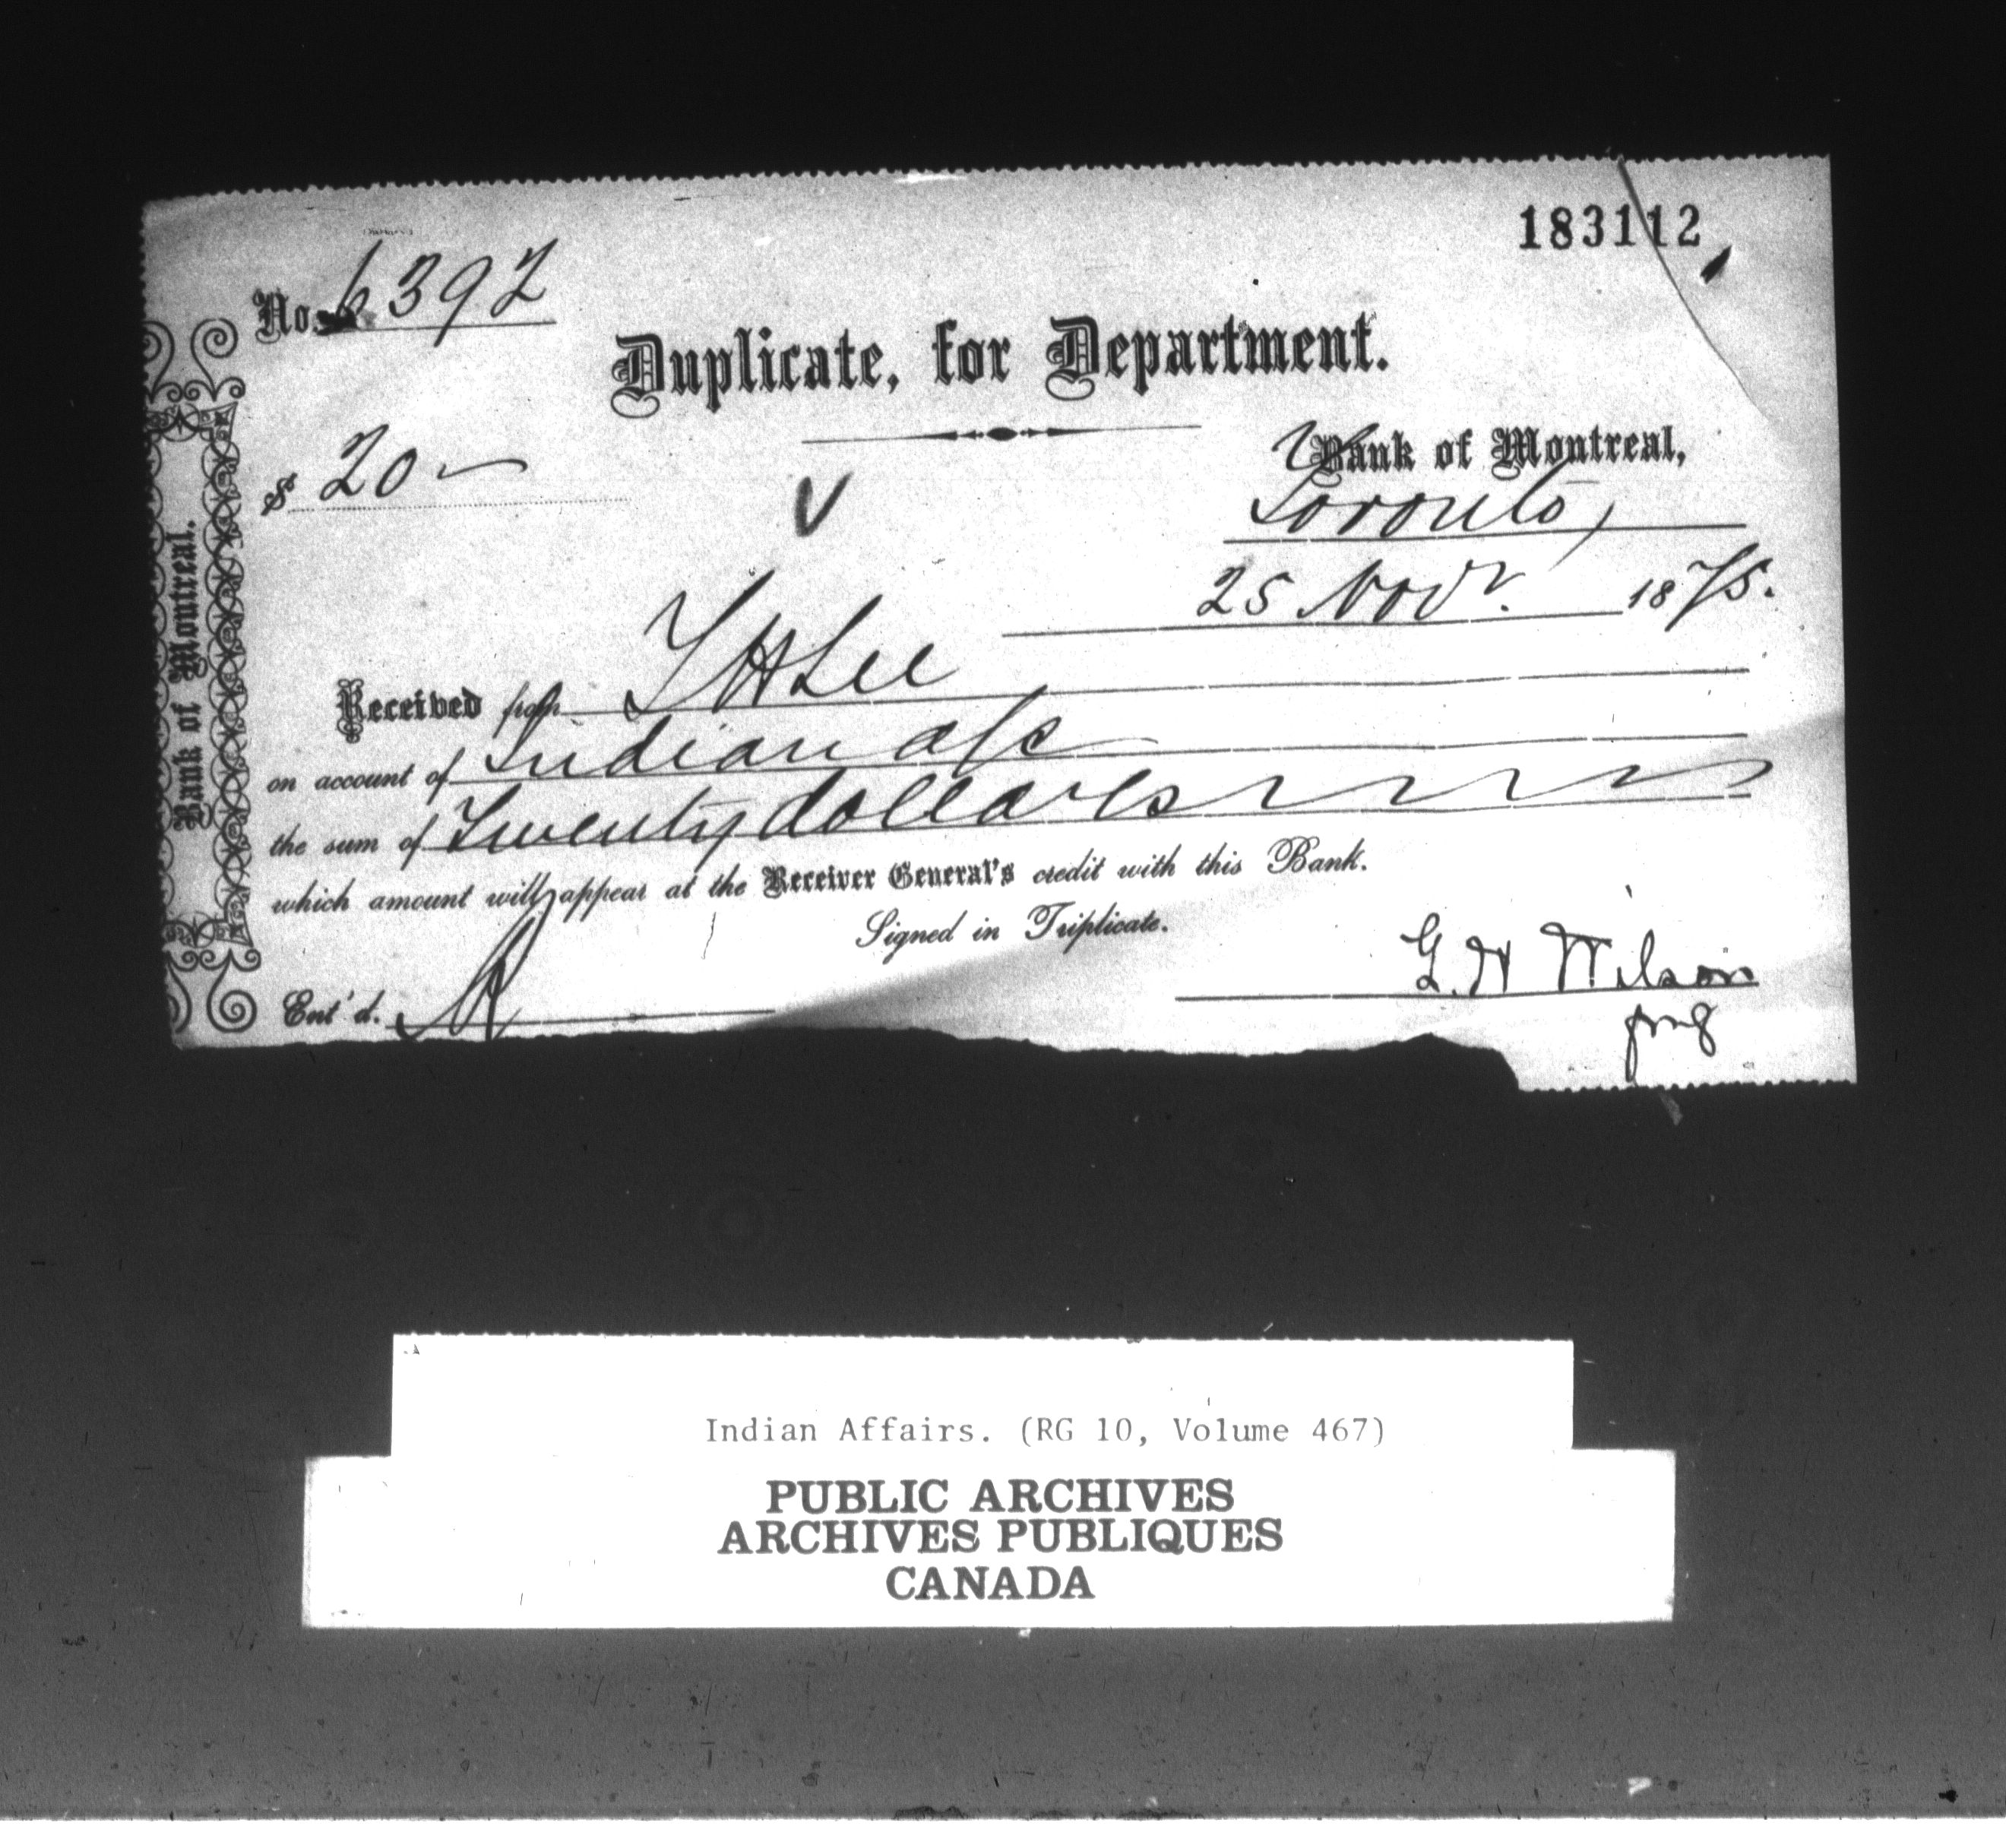 183112
No. 6392
Duplicate, for Department.
$ 20 —
Bank of Montreal,
Toronto,
25 Novr. 1875.
Received from T H Lee
on account of Indian a/c
the sum of Twenty dollars
which amount will appear at the Receiver General's credit with this Bank.
Signed in Triplicate.
Ent'd.
G. H Wilson
Bank of Montreal.
Indian Affairs. (RG 10, Volume 467)
PUBLIC ARCHIVES
ARCHIVES PUBLIQUES
CANADA